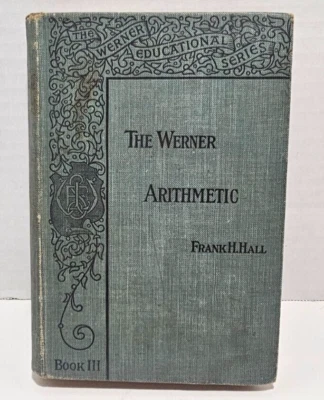 THE WERNER
EDUCATIONAL
SERIES
THE WERNER
ARITHMETIC
FRANK H. HALL
BOOK III